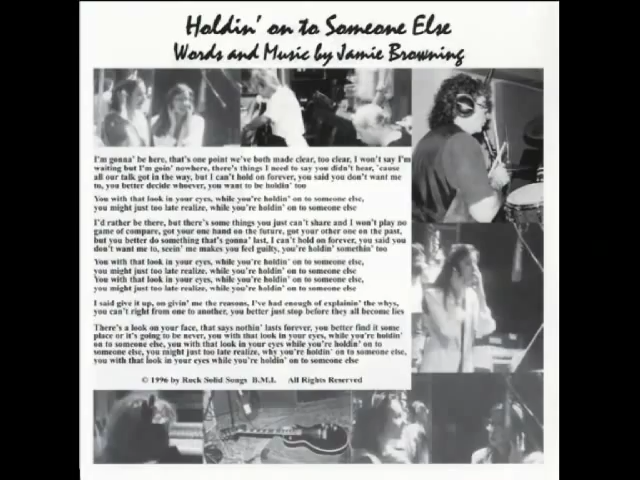 Holdin' on to Someone Else
Words and Music by Jamie Browning
I'm gonna' be here, that's one point we've both made clear, too clear, I won't say I'm
waiting but I'm goin' nowhere, there's things I need to say you didn't hear, 'cause
all our talk got in the way, but I can't hold on forever, you said you don't want me
to, you better decide whoever, you want to be holdin' too
You with that look in your eyes, while you're holdin' on to someone else,
you might just too late realize, while you're holdin' on to someone else
I'd rather be there, but there's some things you just can't share and I won't play no
game of compare, got your one hand on the future, got your other one on the past,
but you better do something that's gonna' last, I can't hold on forever, you said you
don't want me to, seein' me makes you feel guilty, you're holdin' somethin' too
You with that look in your eyes, while you're holdin' on to someone else,
you might just too late realize, while you're holdin' on to someone else
You with that look in your eyes, while you're holdin' on to someone else,
you might just too late realize, while you're holdin' on to someone else
I said give it up, on givin' me the reasons, I've had enough of explainin' the whys,
you can't right from one to another, you better just stop before they all become lies
There's a look on your face, that says nothin' lasts forever, you better find it some
place or it's going to be never, you with that look in your eyes, while you're holdin'
on to someone else, you with that look in your eyes while you're holdin' on to
someone else, you might just too late realize, why you're holdin' on to someone else,
you with that look in your eyes while you're holdin' on to someone else
© 1996 by Rock Solid Songs B.M.I. All Rights Reserved